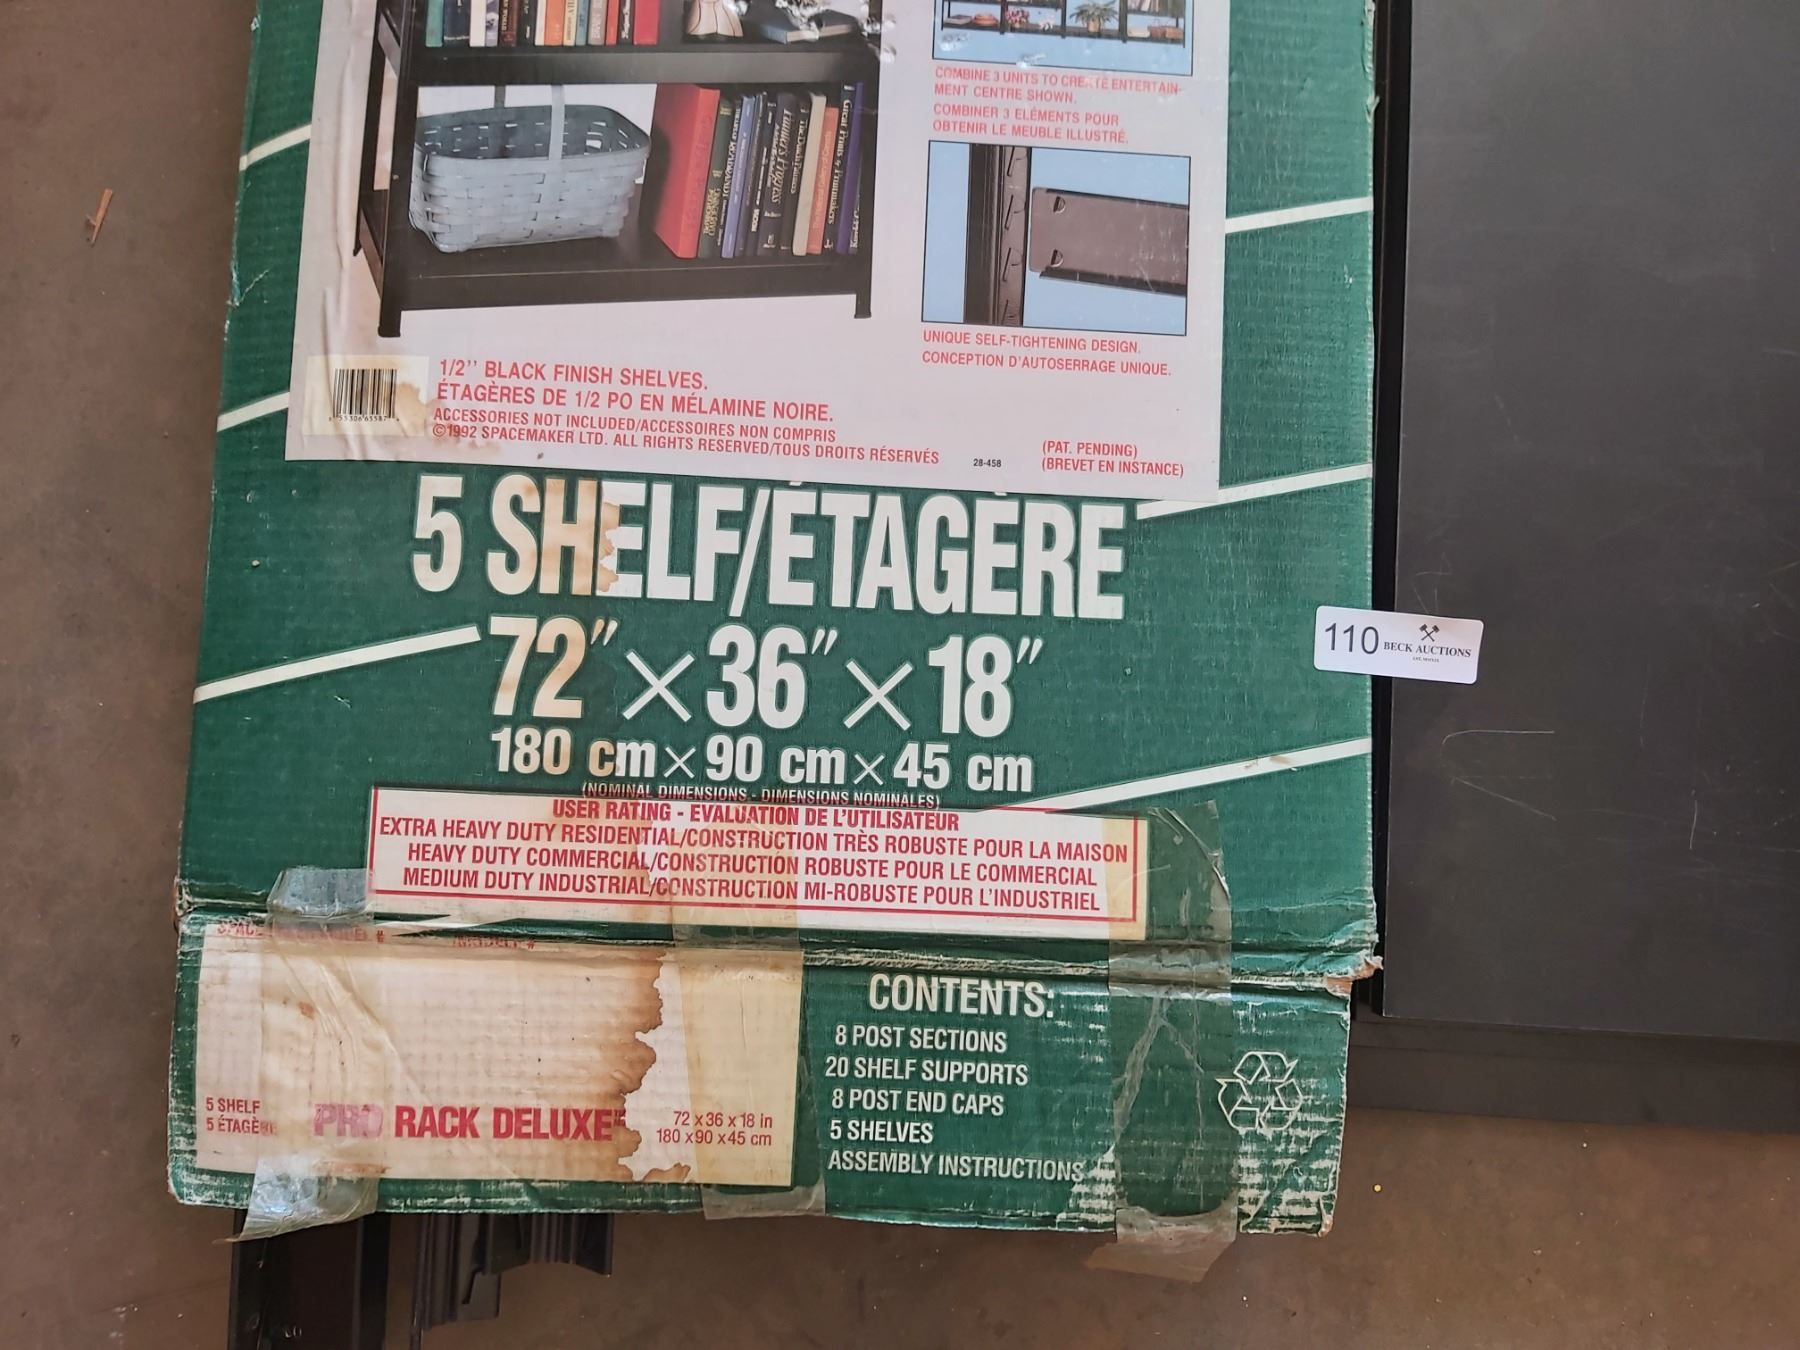 COMBINE 3 UNITS TO CREATE ENTERTAIN-
MENT CENTRE SHOWN.
COMBINER 3 ELÉMENTS POUR
OBTENIR LE MEUBLE ILLUSTRÉ.
UNIQUE SELF-TIGHTENING DESIGN.
CONCEPTION D'AUTOSERRAGE UNIQUE.
1/2'' BLACK FINISH SHELVES.
ÉTAGÈRES DE 1/2 PO EN MÉLAMINE NOIRE.
ACCESSORIES NOT INCLUDED/ACCESSOIRES NON COMPRIS
©1992 SPACEMAKER LTD. ALL RIGHTS RESERVED/TOUS DROITS RÉSERVÉS
28-458
(PAT. PENDING)
(BREVET EN INSTANCE)
5 SHELF/ÉTAGÈRE
72" × 36" × 18"
180 cm × 90 cm × 45 cm
(NOMINAL DIMENSIONS - DIMENSIONS NOMINALES)
USER RATING - EVALUATION DE L'UTILISATEUR
EXTRA HEAVY DUTY RESIDENTIAL/CONSTRUCTION TRÈS ROBUSTE POUR LA MAISON
HEAVY DUTY COMMERCIAL/CONSTRUCTION ROBUSTE POUR LE COMMERCIAL
MEDIUM DUTY INDUSTRIAL/CONSTRUCTION MI-ROBUSTE POUR L'INDUSTRIEL
110 BECK AUCTIONS
5 SHELF
5 ÉTAGÈRE
PRO RACK DELUXE
72 x 36 x 18 in
180 x 90 x 45 cm
CONTENTS:
8 POST SECTIONS
20 SHELF SUPPORTS
8 POST END CAPS
5 SHELVES
ASSEMBLY INSTRUCTIONS